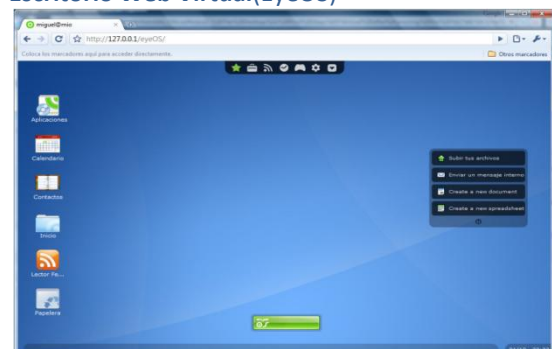 Escritorio Web Virtual(EyeOS)
miguel@mio
http://127.0.0.1/eyeOS/
Coloca los marcadores aquí para acceder directamente.
Otros marcadores
Aplicaciones
Calendario
Contactos
Inicio
Lector Fe...
Papelera
Subir tus archivos
Enviar un mensaje interno
Create a new document
Create a new spreadsheet